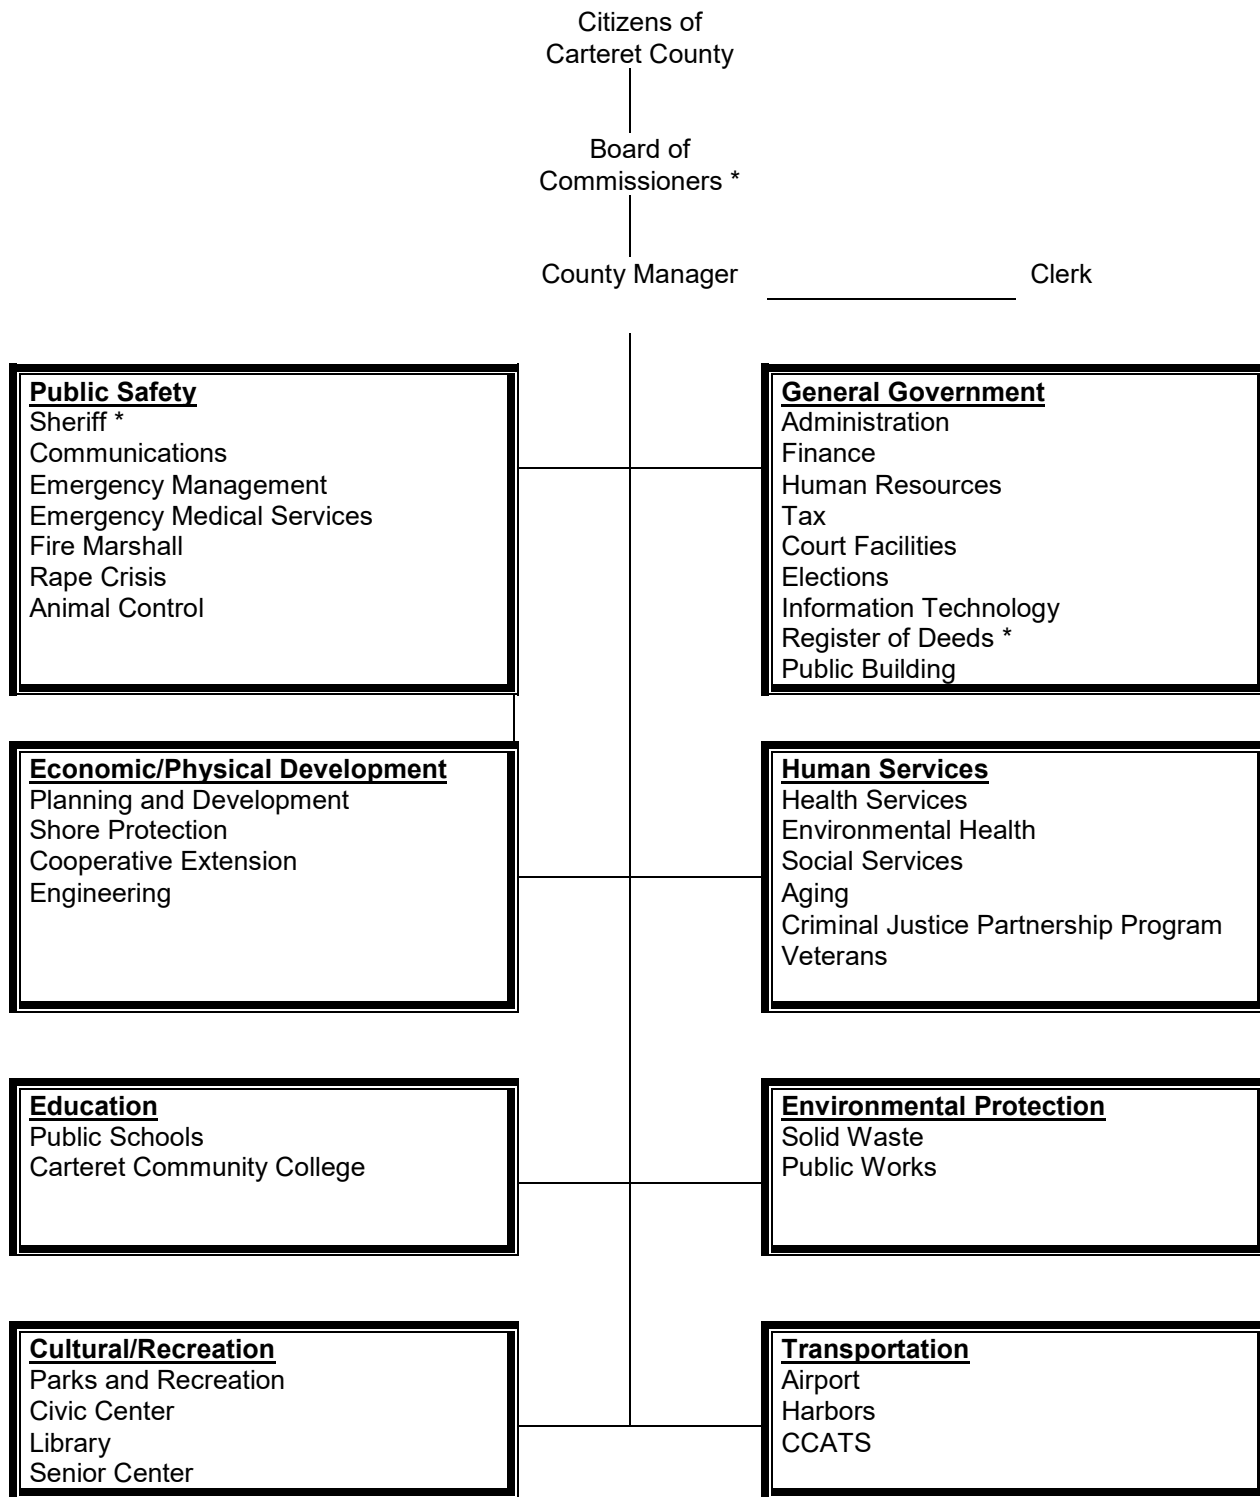 Citizens of
Carteret County
Board of
Commissioners *
County Manager
Clerk
Public Safety
Sheriff *
Communications
Emergency Management
Emergency Medical Services
Fire Marshall
Rape Crisis
Animal Control
General Government
Administration
Finance
Human Resources
Tax
Court Facilities
Elections
Information Technology
Register of Deeds *
Public Building
Economic/Physical Development
Planning and Development
Shore Protection
Cooperative Extension
Engineering
Human Services
Health Services
Environmental Health
Social Services
Aging
Criminal Justice Partnership Program
Veterans
Education
Public Schools
Carteret Community College
Environmental Protection
Solid Waste
Public Works
Cultural/Recreation
Parks and Recreation
Civic Center
Library
Senior Center
Transportation
Airport
Harbors
CCATS